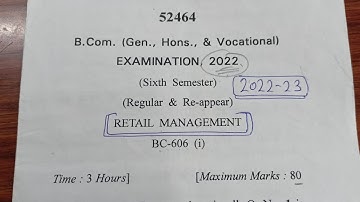 52464
B.Com. (Gen., Hons., & Vocational)
EXAMINATION, 2022
(Sixth Semester) 2022-23
(Regular & Re-appear)
RETAIL MANAGEMENT
BC-606 (i)
Time : 3 Hours] [Maximum Marks : 80